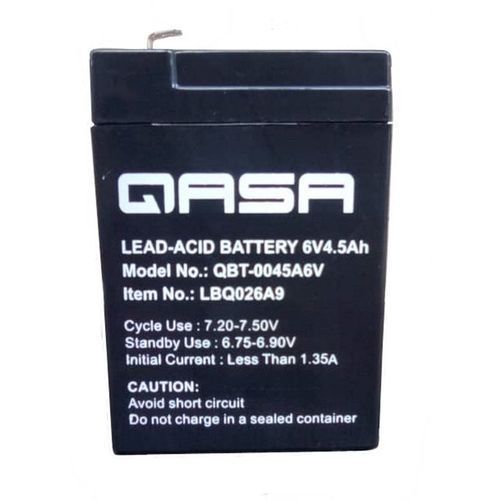 QASA
LEAD-ACID BATTERY 6V4.5Ah
Model No.: QBT-0045A6V
Item No.: LBQ026A9
Cycle Use : 7.20-7.50V
Standby Use : 6.75-6.90V
Initial Current : Less Than 1.35A
CAUTION:
Avoid short circuit
Do not charge in a sealed container